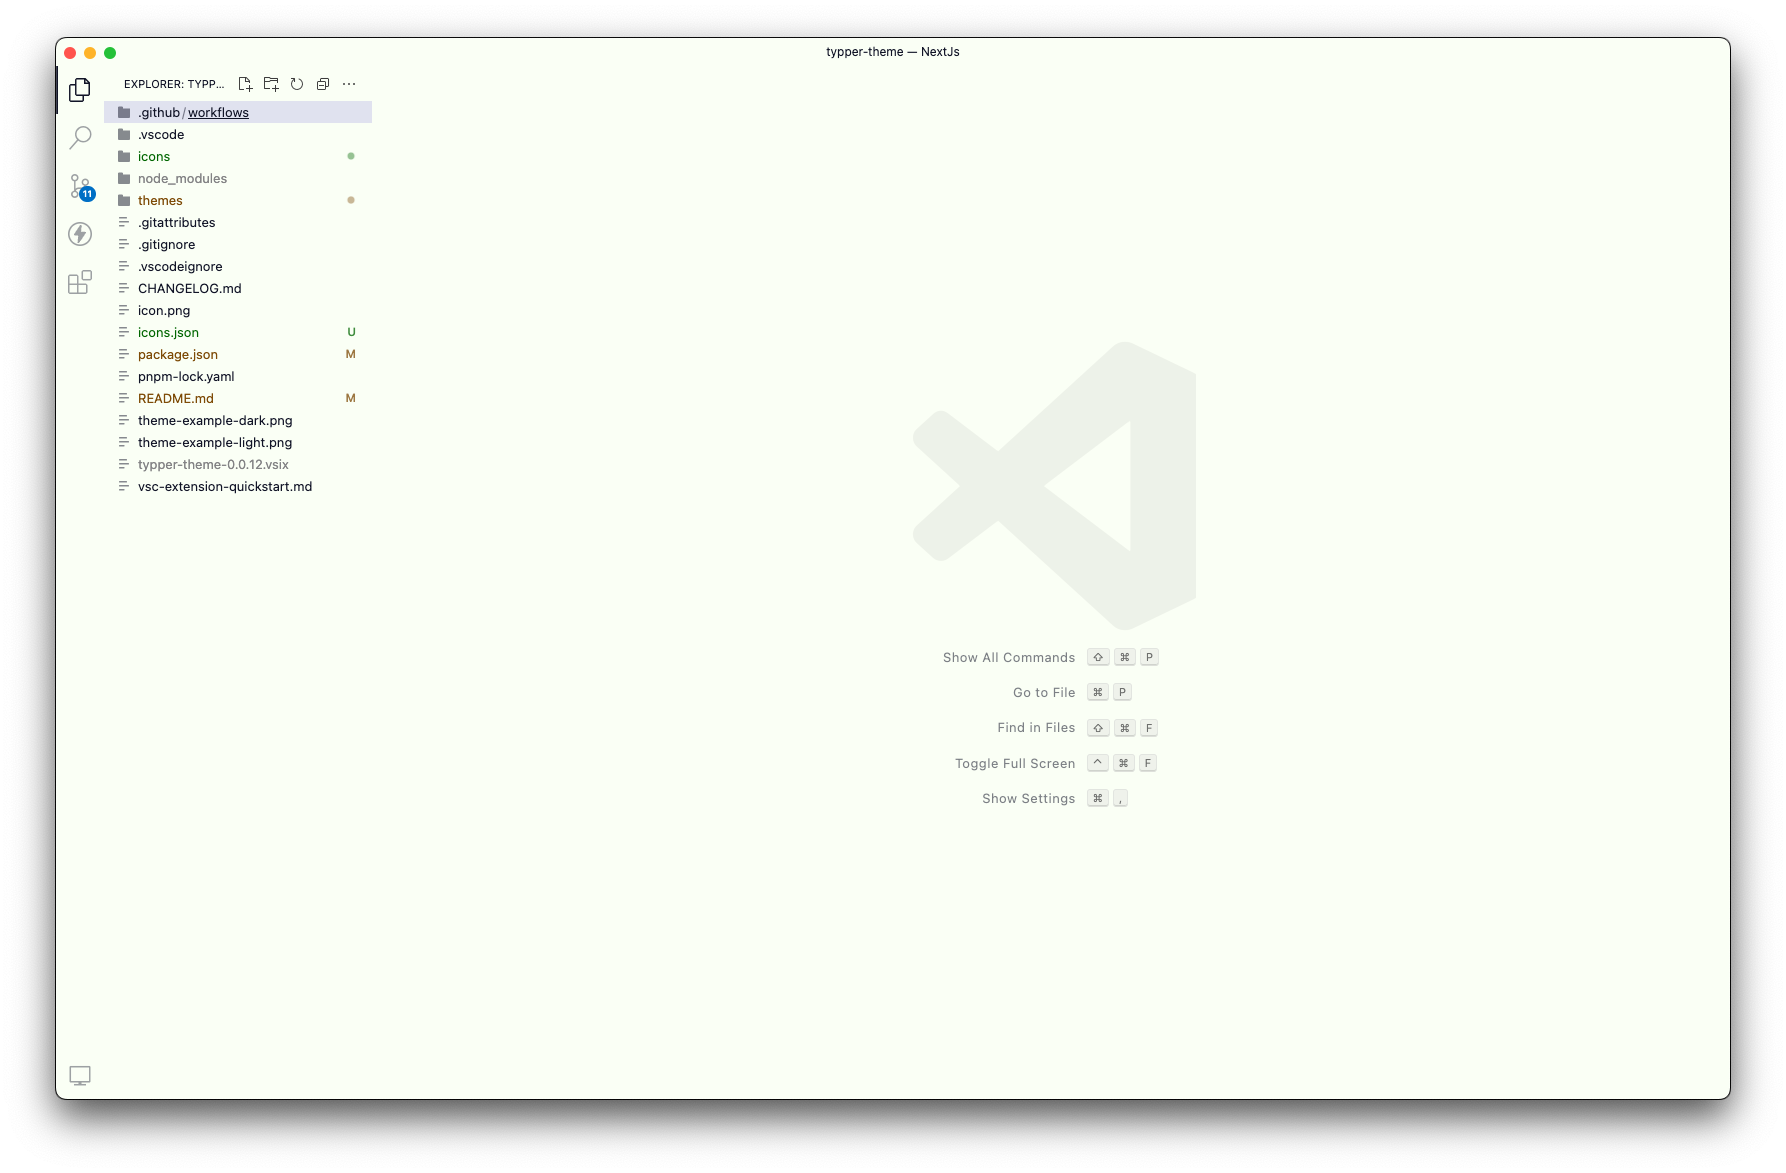 typper-theme — NextJs
EXPLORER: TYPP...
.github/workflows
.vscode
icons
node_modules
themes
.gitattributes
.gitignore
.vscodeignore
CHANGELOG.md
icon.png
icons.json U
package.json M
pnpm-lock.yaml
README.md M
theme-example-dark.png
theme-example-light.png
typper-theme-0.0.12.vsix
vsc-extension-quickstart.md
11
Show All Commands ⇧ ⌘ P
Go to File ⌘ P
Find in Files ⇧ ⌘ F
Toggle Full Screen ^ ⌘ F
Show Settings ⌘ ,